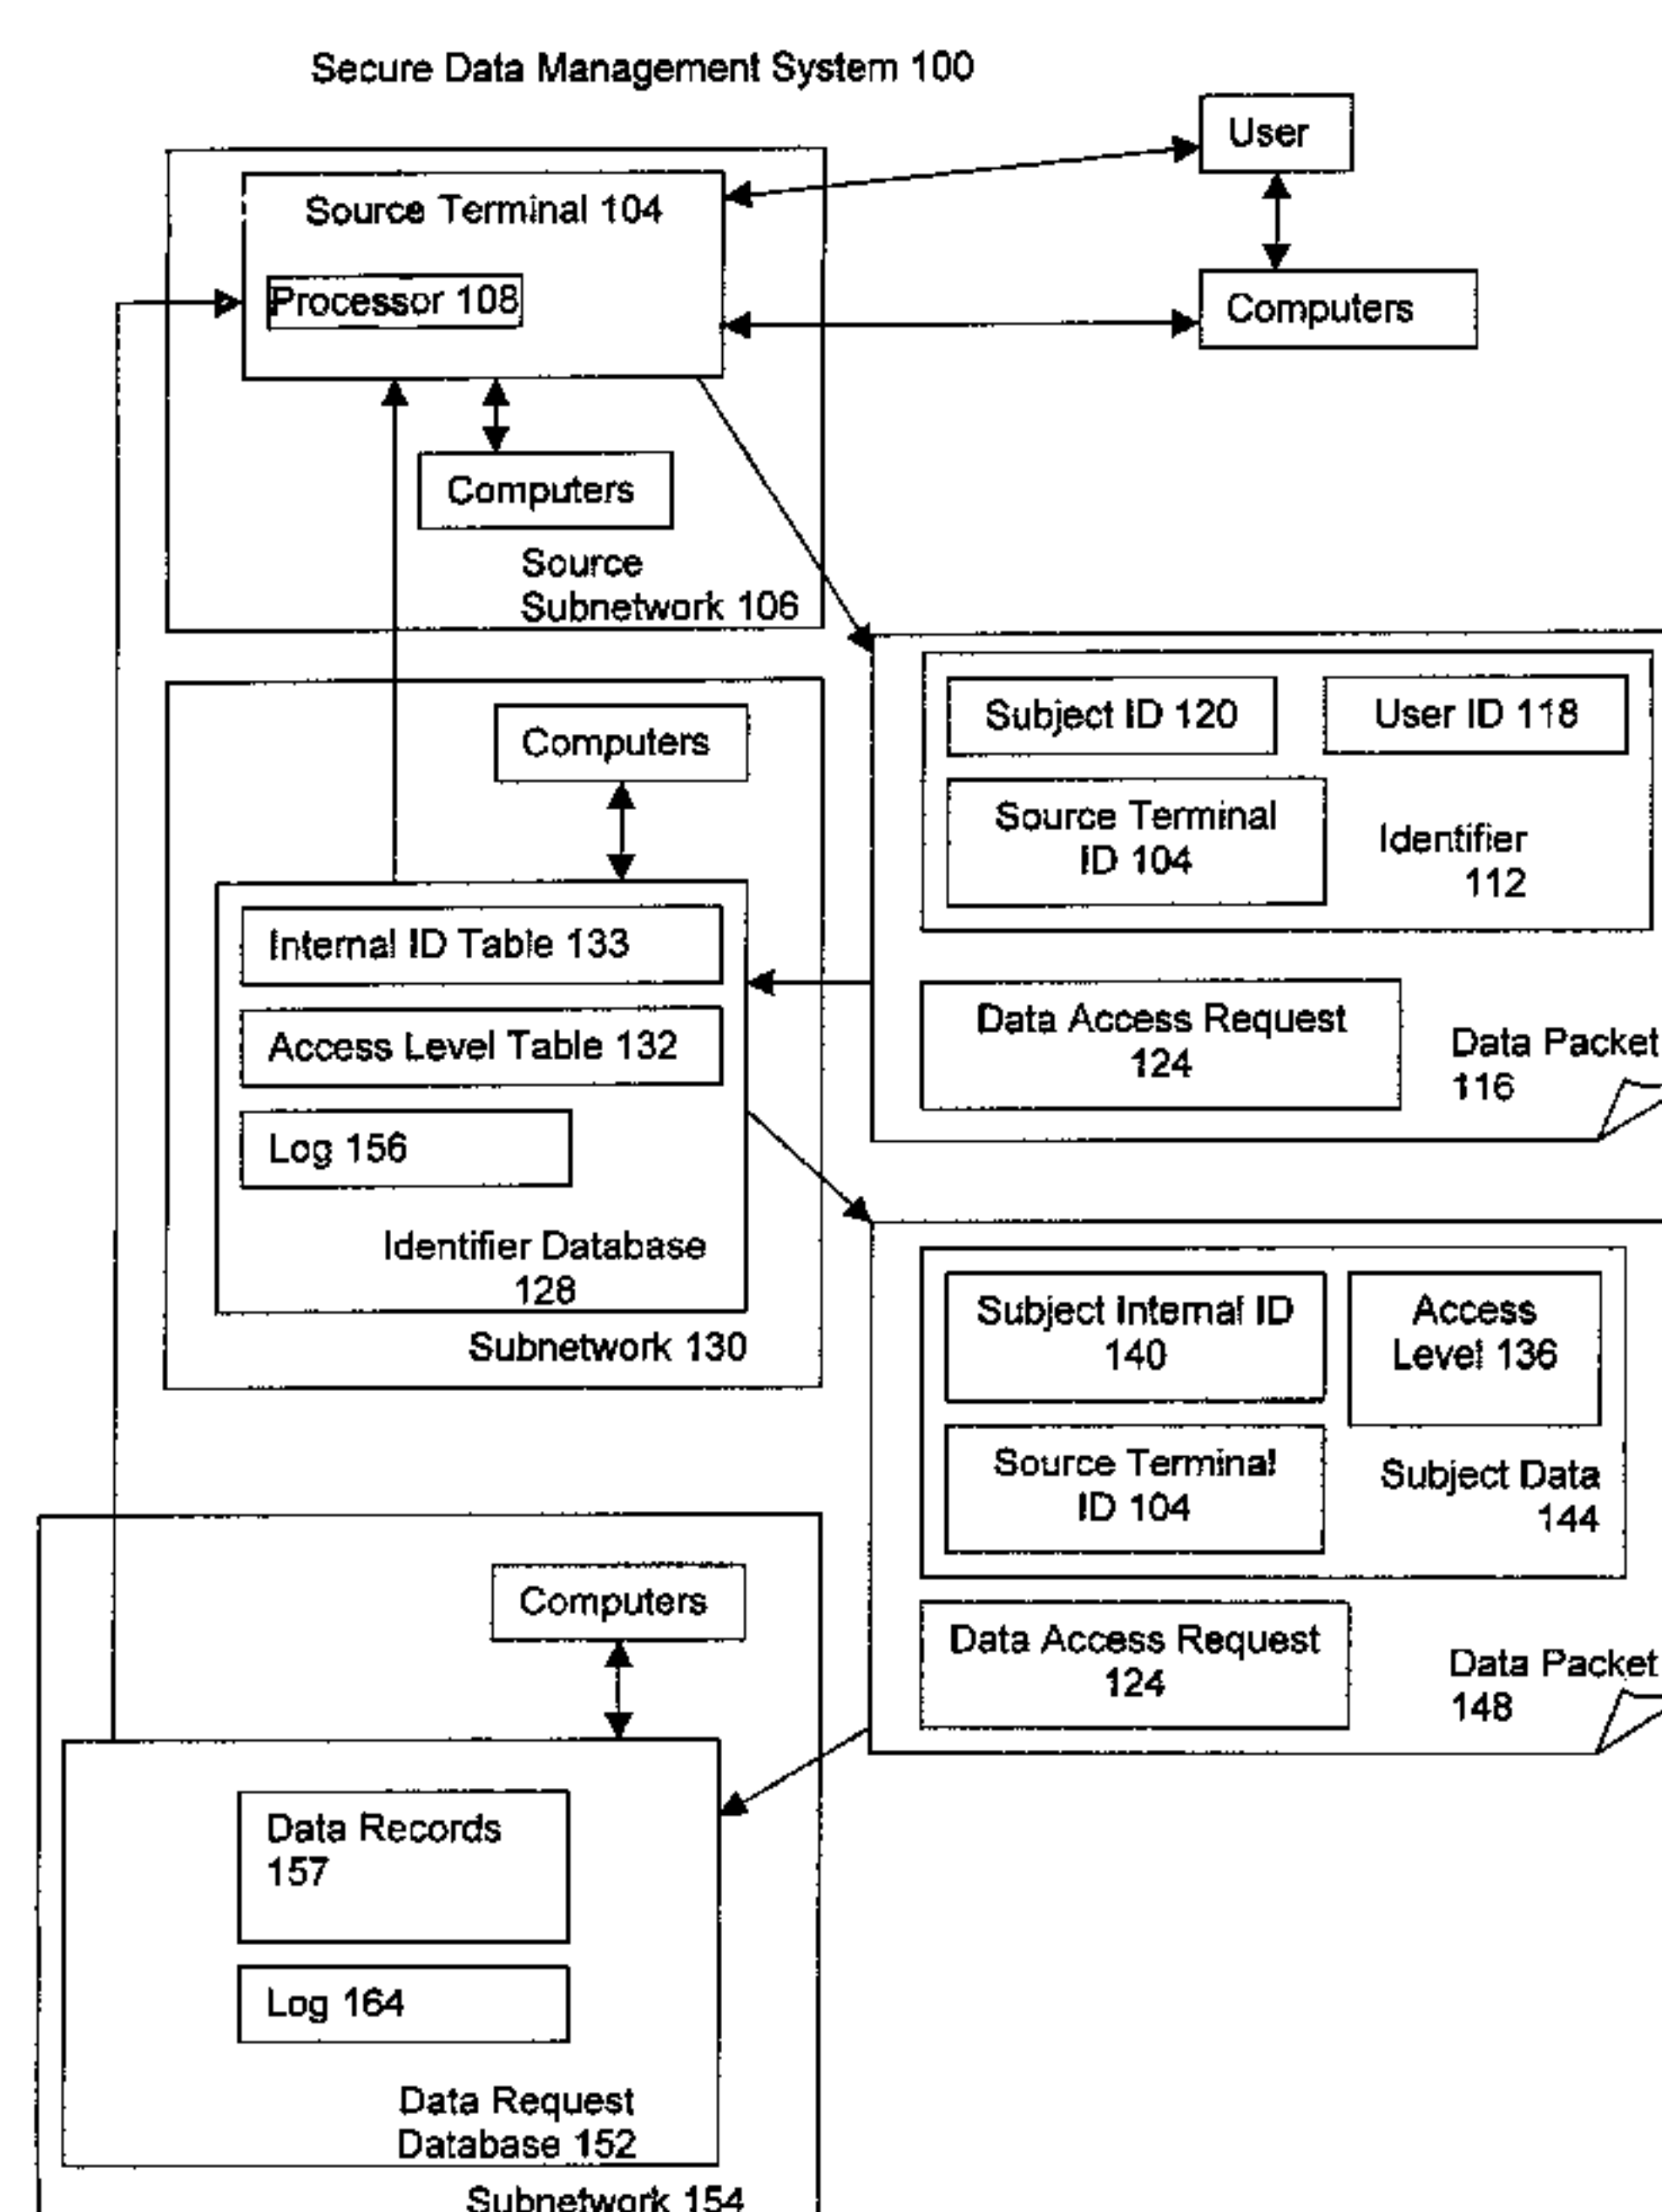 Secure Data Management System 100
User
Source Terminal 104
Processor 108
Computers
Computers
Source
Subnetwork 106
Subject ID 120
User ID 118
Computers
Source Terminal
ID 104
Identifier
112
Internal ID Table 133
Data Access Request
124
Access Level Table 132
Data Packet
116
Log 156
Identifier Database
128
Subject Internal ID
140
Access
Level 136
Subnetwork 130
Source Terminal
ID 104
Subject Data
144
Computers
Data Access Request
124
Data Packet
148
Data Records
157
Log 164
Data Request
Database 152
Subnetwork 154